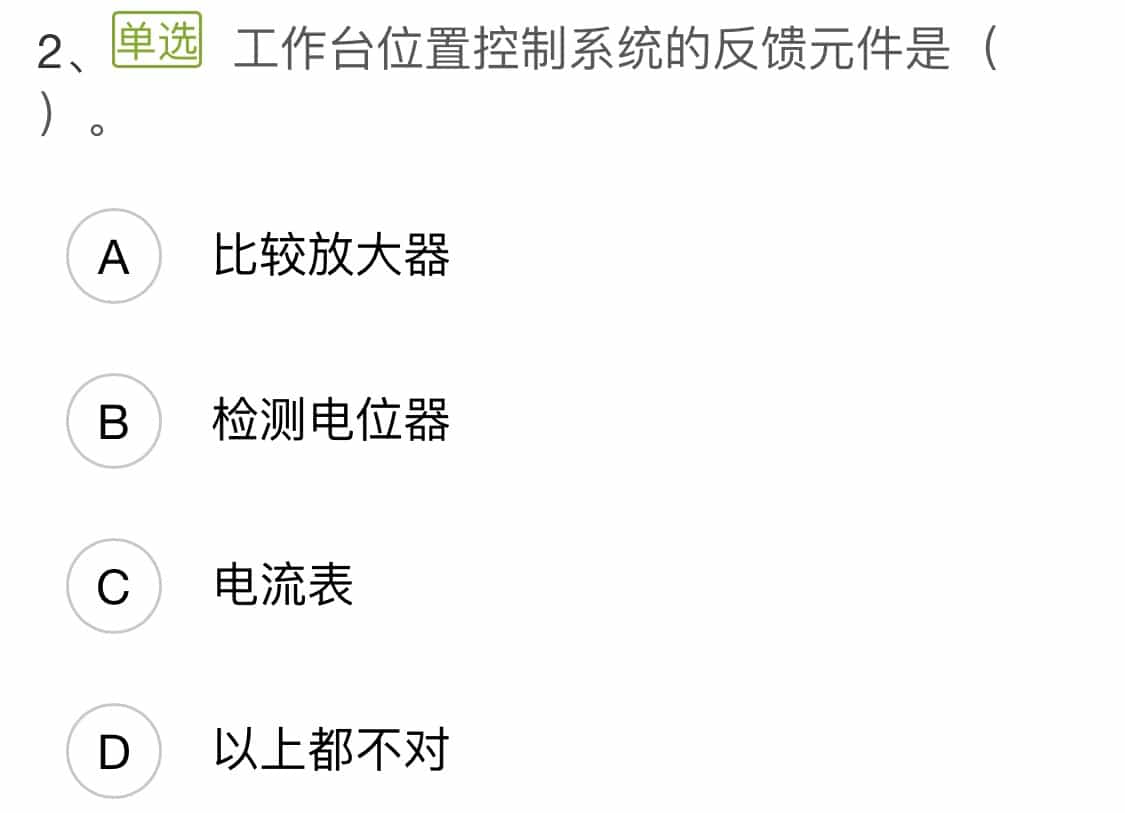 2、单选 工作台位置控制系统的反馈元件是（
）。
A 比较放大器
B 检测电位器
C 电流表
D 以上都不对